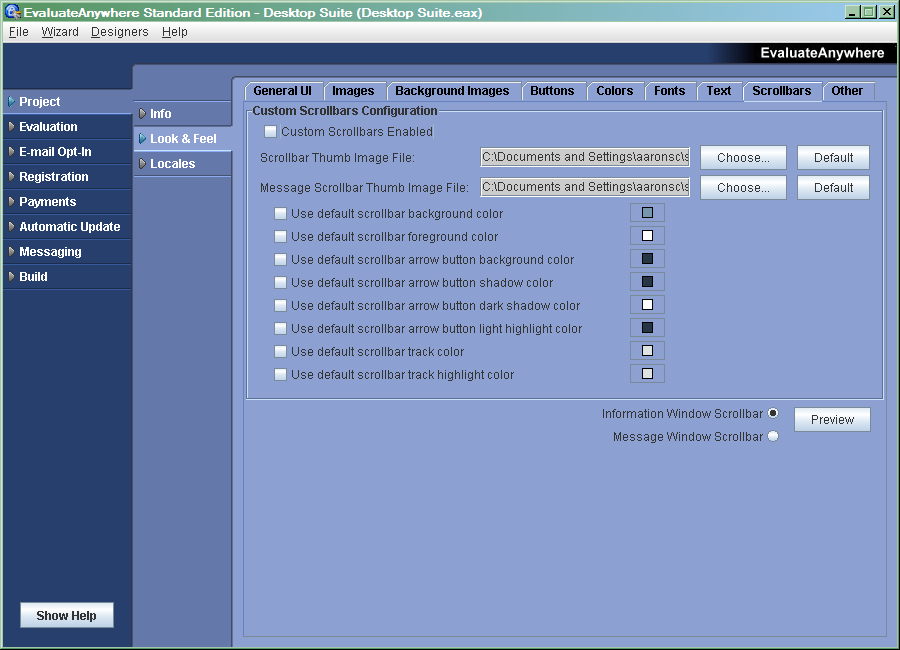 EvaluateAnywhere Standard Edition - Desktop Suite (Desktop Suite.eax)
File Wizard Designers Help
EvaluateAnywhere
Project
Evaluation
E-mail Opt-In
Registration
Payments
Automatic Update
Messaging
Build
Show Help
Info
Look & Feel
Locales
General UI Images Background Images Buttons Colors Fonts Text Scrollbars Other
Custom Scrollbars Configuration
Custom Scrollbars Enabled
Scrollbar Thumb Image File: C:\Documents and Settings\aaronsc\s Choose... Default
Message Scrollbar Thumb Image File: C:\Documents and Settings\aaronsc\s Choose... Default
Use default scrollbar background color
Use default scrollbar foreground color
Use default scrollbar arrow button background color
Use default scrollbar arrow button shadow color
Use default scrollbar arrow button dark shadow color
Use default scrollbar arrow button light highlight color
Use default scrollbar track color
Use default scrollbar track highlight color
Information Window Scrollbar
Message Window Scrollbar
Preview